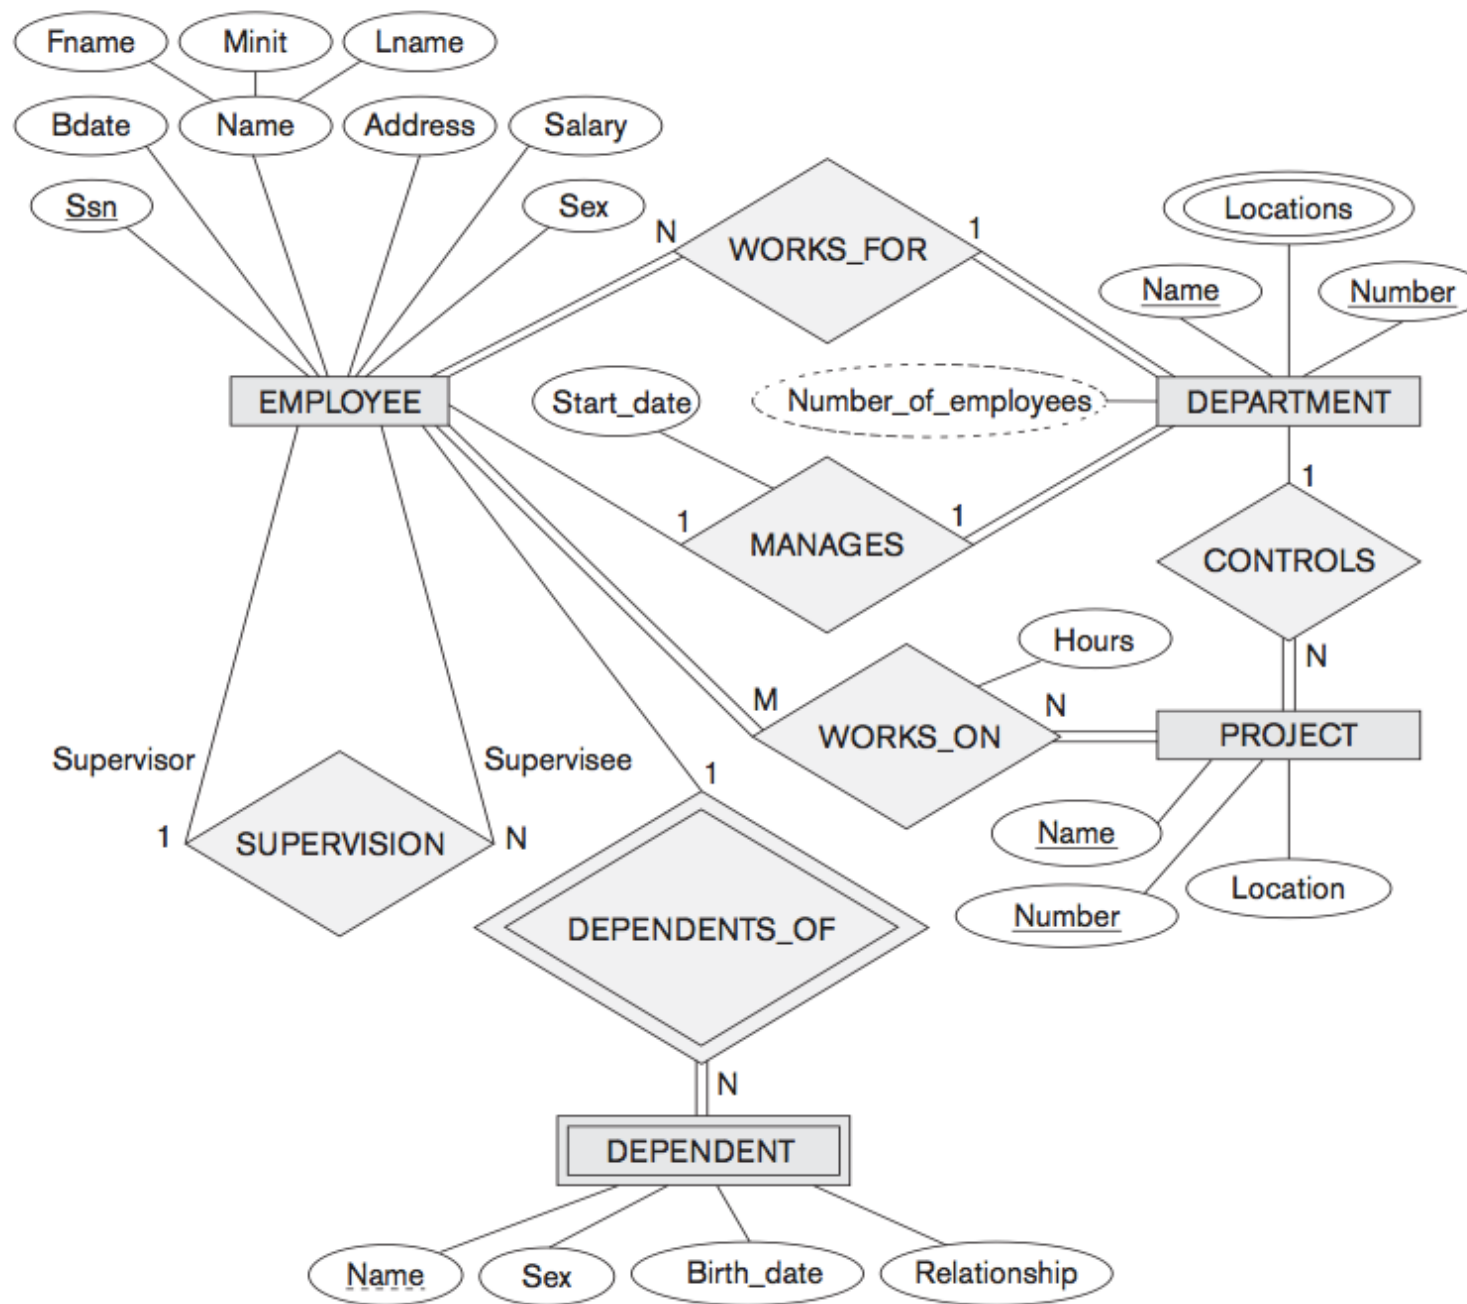 Fname
Minit
Lname
Bdate
Name
Address
Salary
Ssn
Sex
N
WORKS_FOR
1
Locations
Name
Number
EMPLOYEE
Start_date
Number_of_employees
DEPARTMENT
1
MANAGES
1
1
CONTROLS
N
Hours
M
WORKS_ON
N
PROJECT
Supervisor
Supervisee
1
SUPERVISION
N
1
Name
Number
Location
DEPENDENTS_OF
N
DEPENDENT
Name
Sex
Birth_date
Relationship